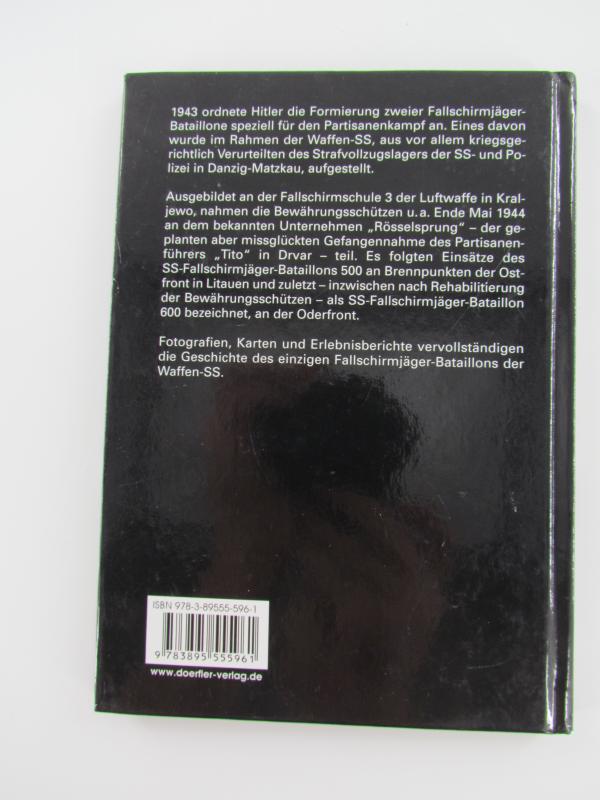 1943 ordnete Hitler die Formierung zweier Fallschirmjäger-
Bataillone speziell für den Partisanenkampf an. Eines davon
wurde im Rahmen der Waffen-SS, aus vor allem kriegsge-
richtlich Verurteilten des Strafvollzugslagers der SS- und Po-
lizei in Danzig-Matzkau, aufgestellt.
Ausgebildet an der Fallschirmschule 3 der Luftwaffe in Kral-
jewo, nahmen die Bewährungsschützen u. a. Ende Mai 1944
an dem bekannten Unternehmen „Rösselsprung“ – der ge-
planten aber missglückten Gefangennahme des Partisanen-
führers „Tito“ in Drvar – teil. Es folgten Einsätze des
SS-Fallschirmjäger-Bataillons 500 an Brennpunkten der Ost-
front in Litauen und zuletzt – inzwischen nach Rehabilitierung
der Bewährungsschützen – als SS-Fallschirmjäger-Bataillon
600 bezeichnet, an der Oderfront.
Fotografien, Karten und Erlebnisberichte vervollständigen
die Geschichte des einzigen Fallschirmjäger-Bataillons der
Waffen-SS.
ISBN 978-3-89555-596-1
9 783895 555961
www.doerfler-verlag.de